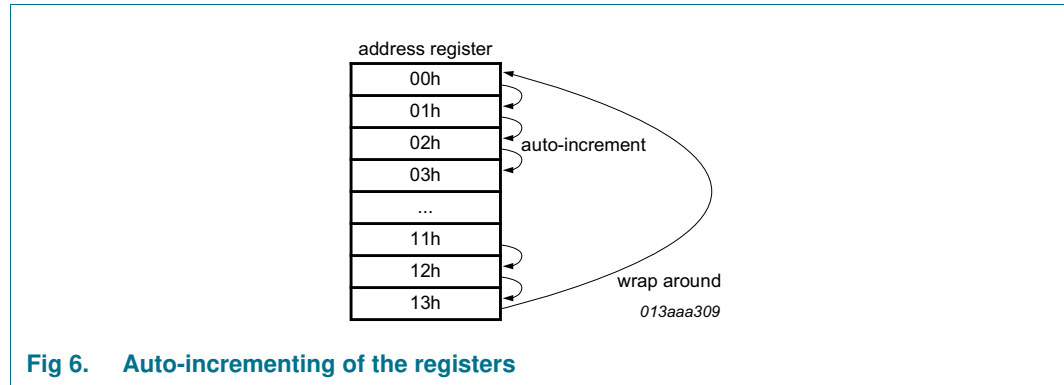 address register
00h
01h
02h
auto-increment
03h
...
11h
12h
wrap around
13h
013aaa309
Fig 6. Auto-incrementing of the registers